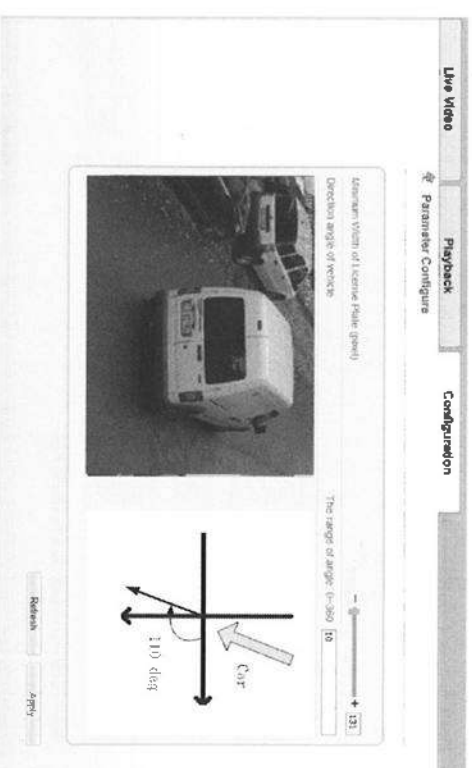 Live Video
Playback
Configuration
Parameter Configure
Minimum Width of License Plate (pixel)
- + 131
Direction angle of vehicle
The range of angle: 0~360 10
Car
110 deg
Refresh
Apply